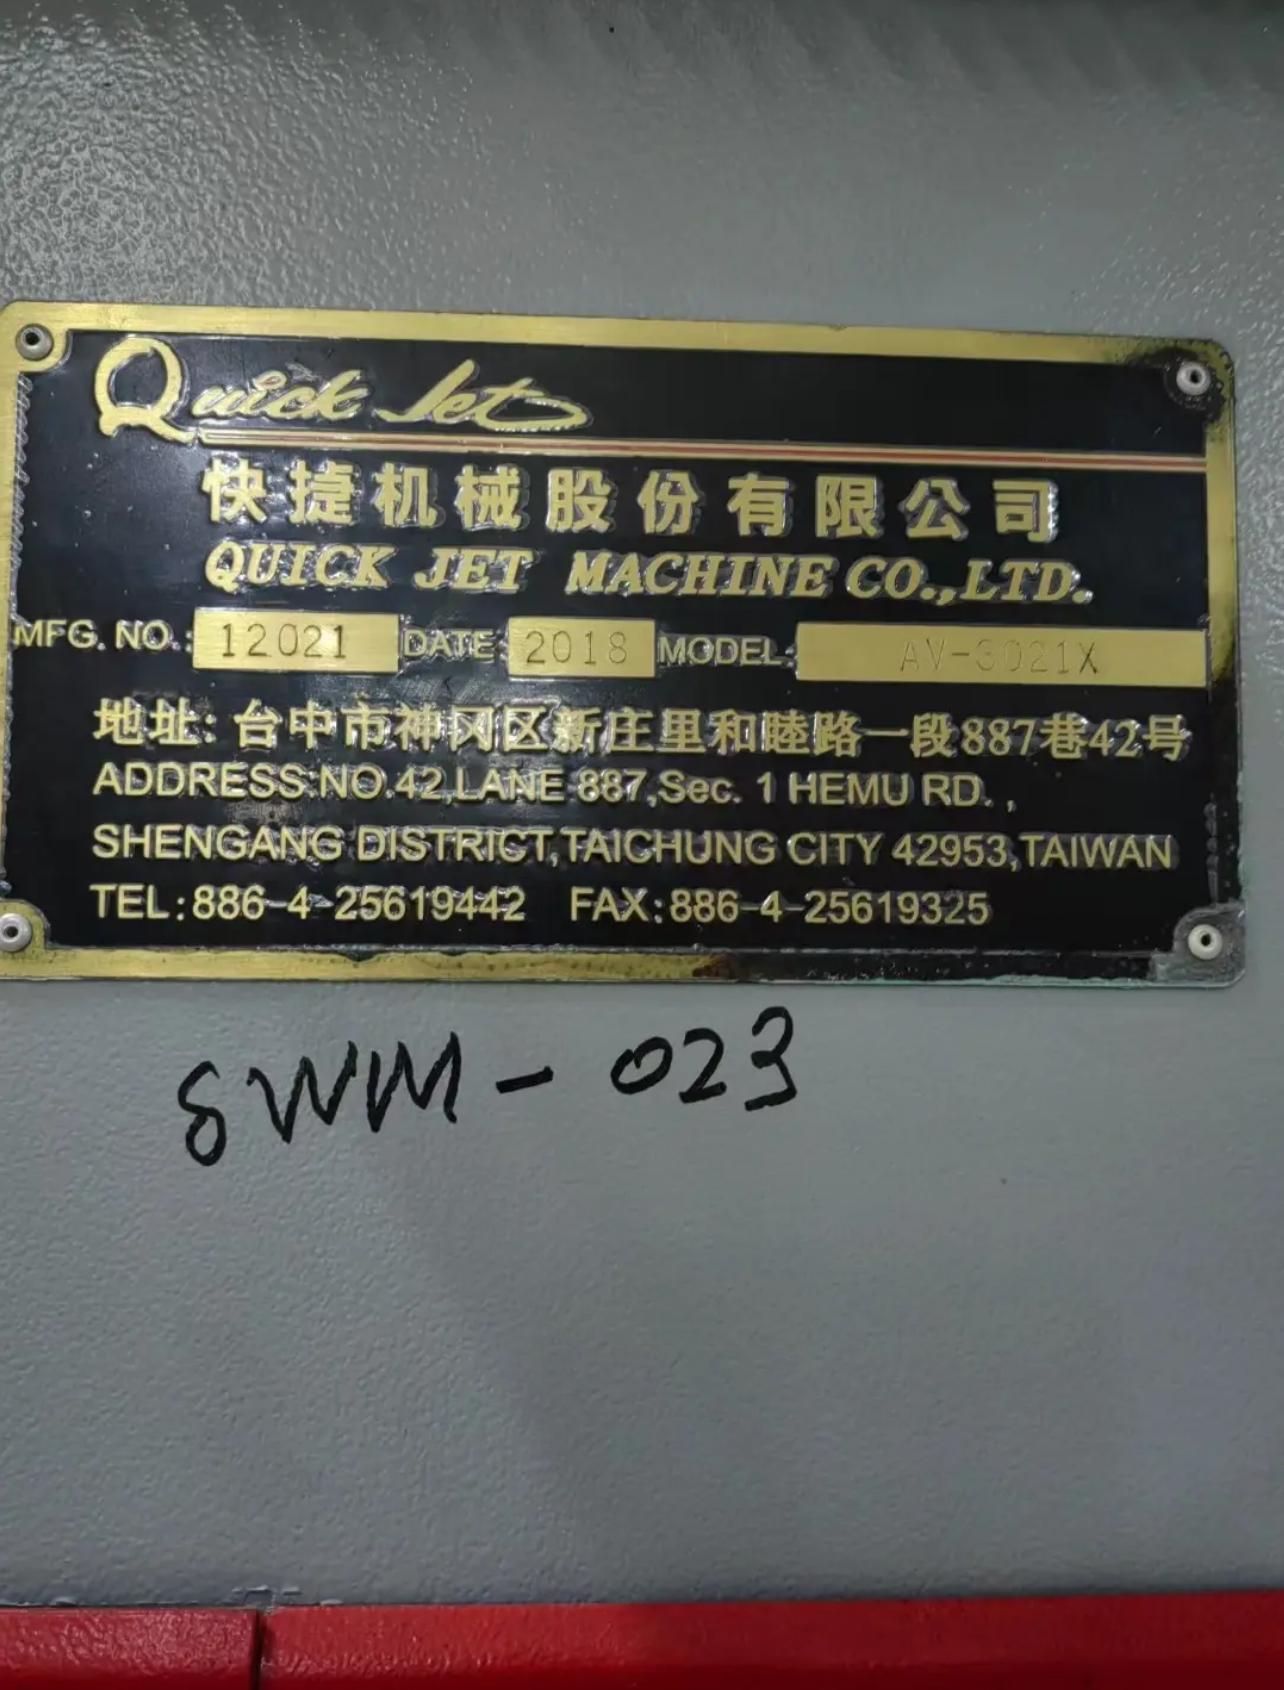 Quick Jet
快捷机械股份有限公司
QUICK JET MACHINE CO.,LTD.
MFG. NO.: 12021 DATE: 2018 MODEL: AV-3021X
地址: 台中市神冈区新庄里和睦路一段887巷42号
ADDRESS:NO.42,LANE 887,Sec. 1 HEMU RD. ,
SHENGANG DISTRICT,TAICHUNG CITY 42953,TAIWAN
TEL:886-4-25619442 FAX:886-4-25619325
SWM-023